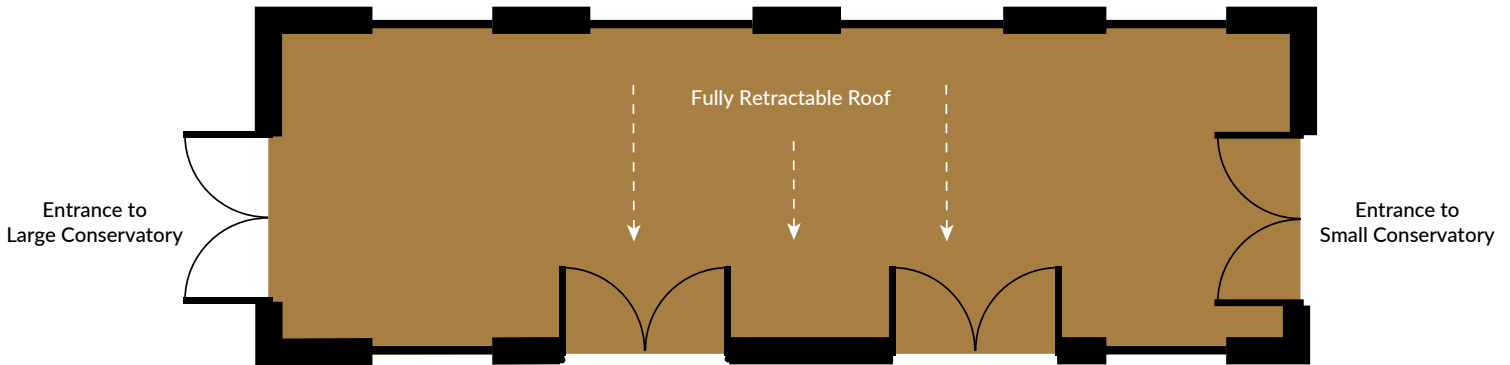 Fully Retractable Roof
Entrance to
Large Conservatory
Entrance to
Small Conservatory